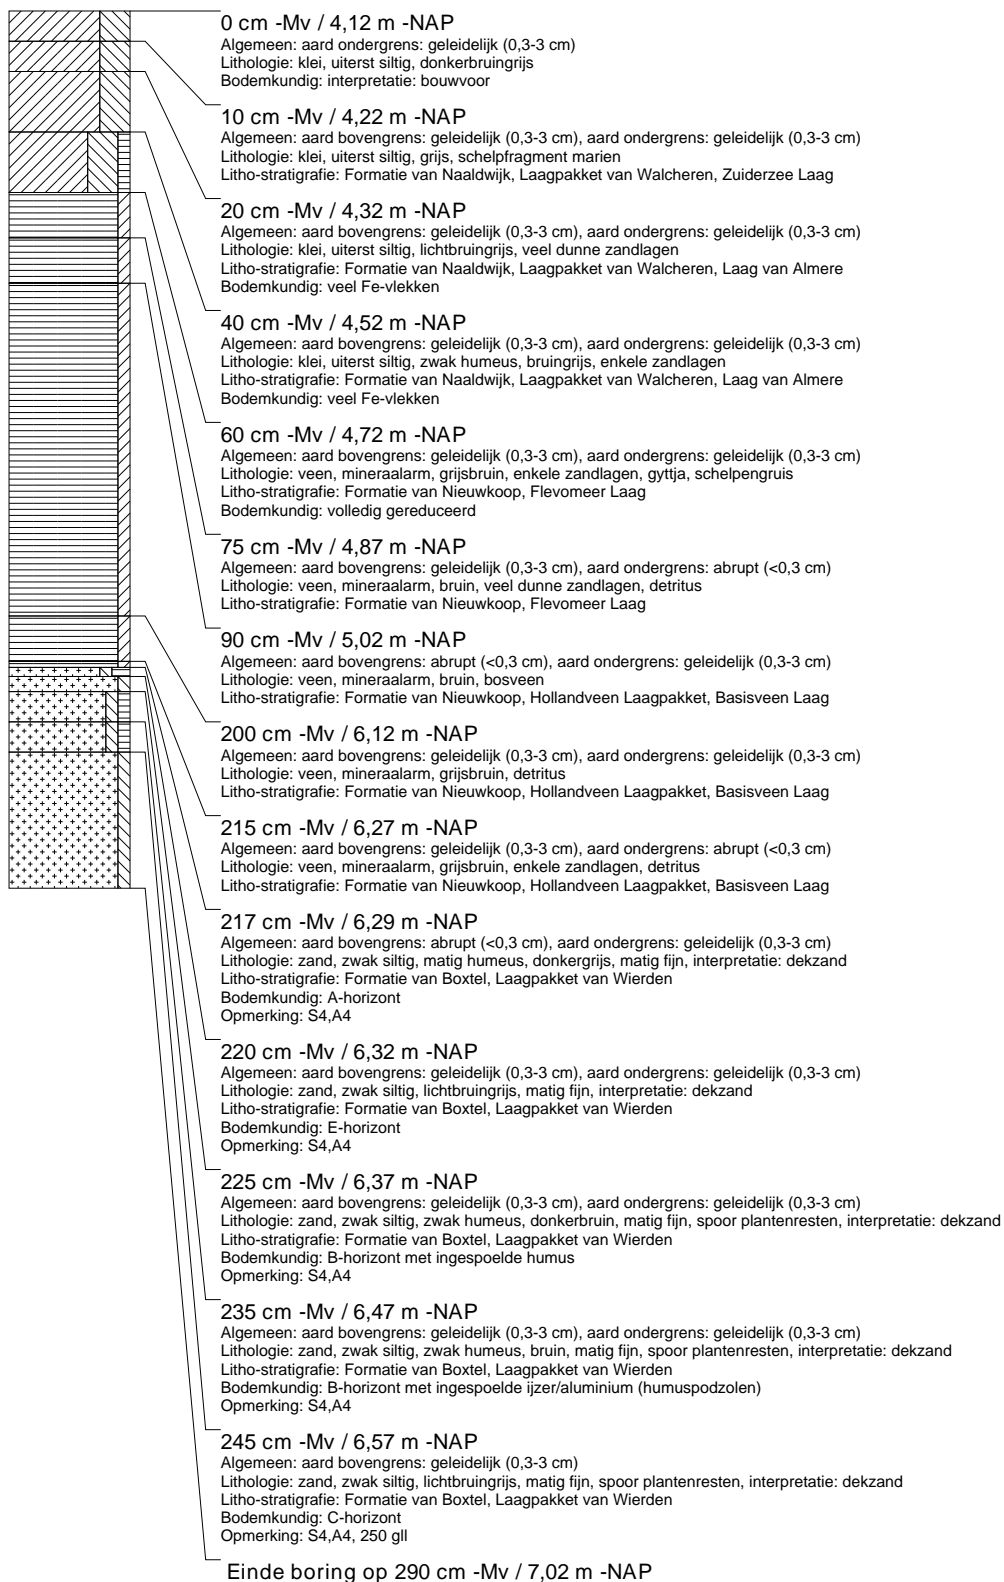 0 cm -Mv / 4,12 m -NAP
Algemeen: aard ondergrens: geleidelijk (0,3-3 cm)
Lithologie: klei, uiterst siltig, donkerbruingrijs
Bodemkundig: interpretatie: bouwvoor
10 cm -Mv / 4,22 m -NAP
Algemeen: aard bovengrens: geleidelijk (0,3-3 cm), aard ondergrens: geleidelijk (0,3-3 cm)
Lithologie: klei, uiterst siltig, grijs, schelpfragment marien
Litho-stratigrafie: Formatie van Naaldwijk, Laagpakket van Walcheren, Zuiderzee Laag
20 cm -Mv / 4,32 m -NAP
Algemeen: aard bovengrens: geleidelijk (0,3-3 cm), aard ondergrens: geleidelijk (0,3-3 cm)
Lithologie: klei, uiterst siltig, lichtbruingrijs, veel dunne zandlagen
Litho-stratigrafie: Formatie van Naaldwijk, Laagpakket van Walcheren, Laag van Almere
Bodemkundig: veel Fe-vlekken
40 cm -Mv / 4,52 m -NAP
Algemeen: aard bovengrens: geleidelijk (0,3-3 cm), aard ondergrens: geleidelijk (0,3-3 cm)
Lithologie: klei, uiterst siltig, zwak humeus, bruingrijs, enkele zandlagen
Litho-stratigrafie: Formatie van Naaldwijk, Laagpakket van Walcheren, Laag van Almere
Bodemkundig: veel Fe-vlekken
60 cm -Mv / 4,72 m -NAP
Algemeen: aard bovengrens: geleidelijk (0,3-3 cm), aard ondergrens: geleidelijk (0,3-3 cm)
Lithologie: veen, mineraalarm, grijsbruin, enkele zandlagen, gyttja, schelpengruis
Litho-stratigrafie: Formatie van Nieuwkoop, Flevomeer Laag
Bodemkundig: volledig gereduceerd
75 cm -Mv / 4,87 m -NAP
Algemeen: aard bovengrens: geleidelijk (0,3-3 cm), aard ondergrens: abrupt (<0,3 cm)
Lithologie: veen, mineraalarm, bruin, veel dunne zandlagen, detritus
Litho-stratigrafie: Formatie van Nieuwkoop, Flevomeer Laag
90 cm -Mv / 5,02 m -NAP
Algemeen: aard bovengrens: abrupt (<0,3 cm), aard ondergrens: geleidelijk (0,3-3 cm)
Lithologie: veen, mineraalarm, bruin, bosveen
Litho-stratigrafie: Formatie van Nieuwkoop, Hollandveen Laagpakket, Basisveen Laag
200 cm -Mv / 6,12 m -NAP
Algemeen: aard bovengrens: geleidelijk (0,3-3 cm), aard ondergrens: geleidelijk (0,3-3 cm)
Lithologie: veen, mineraalarm, grijsbruin, detritus
Litho-stratigrafie: Formatie van Nieuwkoop, Hollandveen Laagpakket, Basisveen Laag
215 cm -Mv / 6,27 m -NAP
Algemeen: aard bovengrens: geleidelijk (0,3-3 cm), aard ondergrens: abrupt (<0,3 cm)
Lithologie: veen, mineraalarm, grijsbruin, enkele zandlagen, detritus
Litho-stratigrafie: Formatie van Nieuwkoop, Hollandveen Laagpakket, Basisveen Laag
217 cm -Mv / 6,29 m -NAP
Algemeen: aard bovengrens: abrupt (<0,3 cm), aard ondergrens: geleidelijk (0,3-3 cm)
Lithologie: zand, zwak siltig, matig humeus, donkergrijs, matig fijn, interpretatie: dekzand
Litho-stratigrafie: Formatie van Boxtel, Laagpakket van Wierden
Bodemkundig: A-horizont
Opmerking: S4,A4
220 cm -Mv / 6,32 m -NAP
Algemeen: aard bovengrens: geleidelijk (0,3-3 cm), aard ondergrens: geleidelijk (0,3-3 cm)
Lithologie: zand, zwak siltig, lichtbruingrijs, matig fijn, interpretatie: dekzand
Litho-stratigrafie: Formatie van Boxtel, Laagpakket van Wierden
Bodemkundig: E-horizont
Opmerking: S4,A4
225 cm -Mv / 6,37 m -NAP
Algemeen: aard bovengrens: geleidelijk (0,3-3 cm), aard ondergrens: geleidelijk (0,3-3 cm)
Lithologie: zand, zwak siltig, zwak humeus, donkerbruin, matig fijn, spoor plantenresten, interpretatie: dekzand
Litho-stratigrafie: Formatie van Boxtel, Laagpakket van Wierden
Bodemkundig: B-horizont met ingespoelde humus
Opmerking: S4,A4
235 cm -Mv / 6,47 m -NAP
Algemeen: aard bovengrens: geleidelijk (0,3-3 cm), aard ondergrens: geleidelijk (0,3-3 cm)
Lithologie: zand, zwak siltig, zwak humeus, bruin, matig fijn, spoor plantenresten, interpretatie: dekzand
Litho-stratigrafie: Formatie van Boxtel, Laagpakket van Wierden
Bodemkundig: B-horizont met ingespoelde ijzer/aluminium (humuspodzolen)
Opmerking: S4,A4
245 cm -Mv / 6,57 m -NAP
Algemeen: aard bovengrens: geleidelijk (0,3-3 cm)
Lithologie: zand, zwak siltig, lichtbruingrijs, matig fijn, spoor plantenresten, interpretatie: dekzand
Litho-stratigrafie: Formatie van Boxtel, Laagpakket van Wierden
Bodemkundig: C-horizont
Opmerking: S4,A4, 250 gll
Einde boring op 290 cm -Mv / 7,02 m -NAP